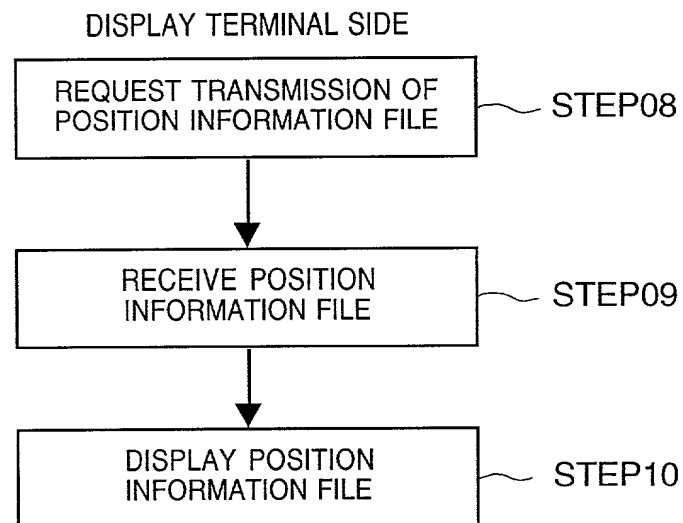 DISPLAY TERMINAL SIDE
REQUEST TRANSMISSION OF
POSITION INFORMATION FILE
STEP08
RECEIVE POSITION
INFORMATION FILE
STEP09
DISPLAY POSITION
INFORMATION FILE
STEP10